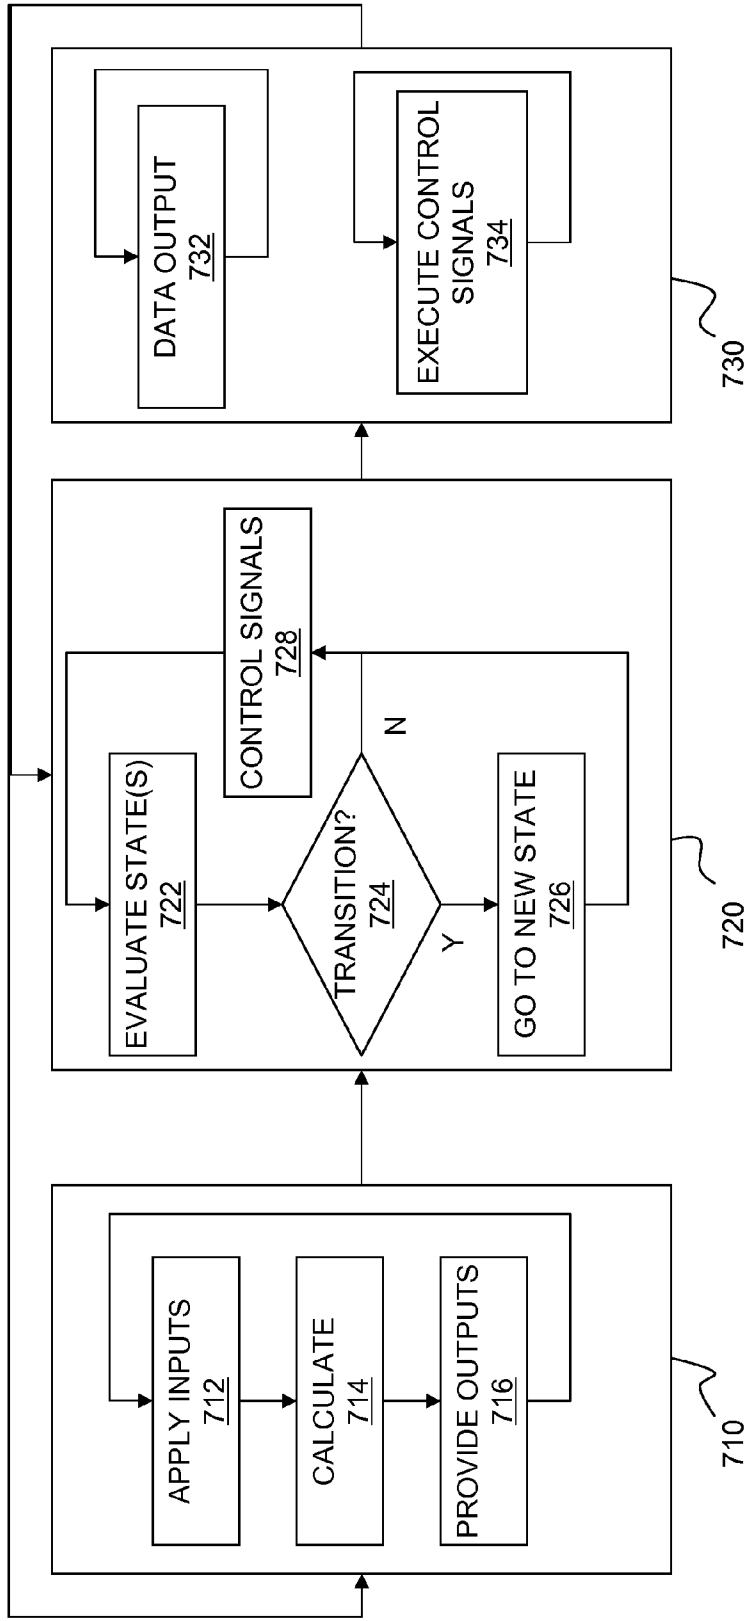 APPLY INPUTS
712
CALCULATE
714
PROVIDE OUTPUTS
716
710
EVALUATE STATE(S)
722
TRANSITION?
724
Y
N
GO TO NEW STATE
726
CONTROL SIGNALS
728
720
DATA OUTPUT
732
EXECUTE CONTROL
SIGNALS
734
730